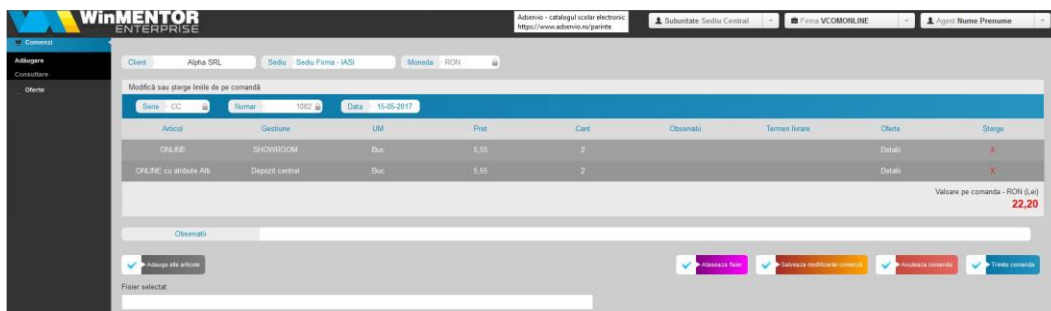 WinMENTOR
ENTERPRISE
Adservio - catalogul scolar electronic
https://www.adservio.ro/parinte
Subunitate Sediu Central
Firma VCOMONLINE
Agent Nume Prenume
Comenzi
Adăugare
Consultare
Oferte
Client Alpha SRL Sediu Sediu Firma - IASI Moneda RON
Modifică sau șterge liniile de pe comandă
Serie CC Numar 1082 Data 15-05-2017
Articol Gestiune UM Pret Cant Observatii Termen livrare Oferte Șterge
ONLINE SHOWROOM Buc 5,55 2 Detalii X
ONLINE cu atribute Alb Depozit central Buc 5,55 2 Detalii X
Valoare pe comanda - RON (Lei)
22,20
Observatii
Adauga alte articole
Ataseaza fisier
Salveaza modificarile comenzii
Anuleaza comanda
Trimite comanda
Fisier selectat